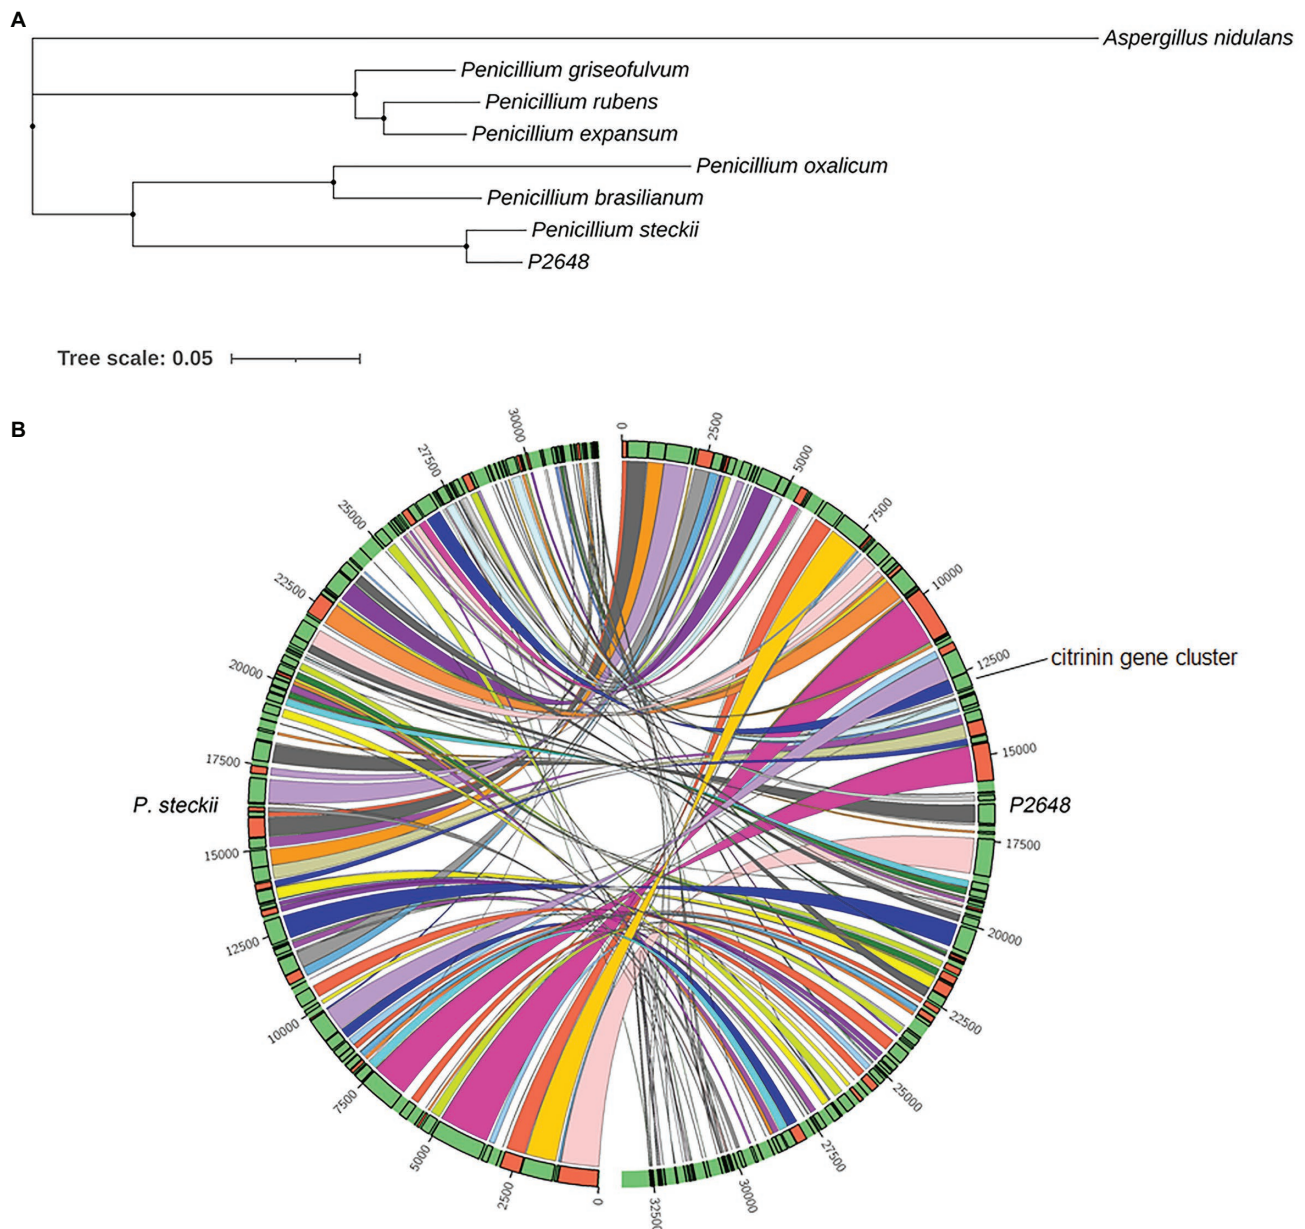 A
Aspergillus nidulans
Penicillium griseofulvum
Penicillium rubens
Penicillium expansum
Penicillium oxalicum
Penicillium brasilianum
Penicillium steckii
P2648
Tree scale: 0.05
B
30000
0
2500
27500
5000
25000
7500
22500
10000
20000
12500
citrinin gene cluster
17500
15000
P. steckii
P2648
15000
17500
12500
20000
10000
22500
7500
25000
5000
27500
2500
0
32500
30000